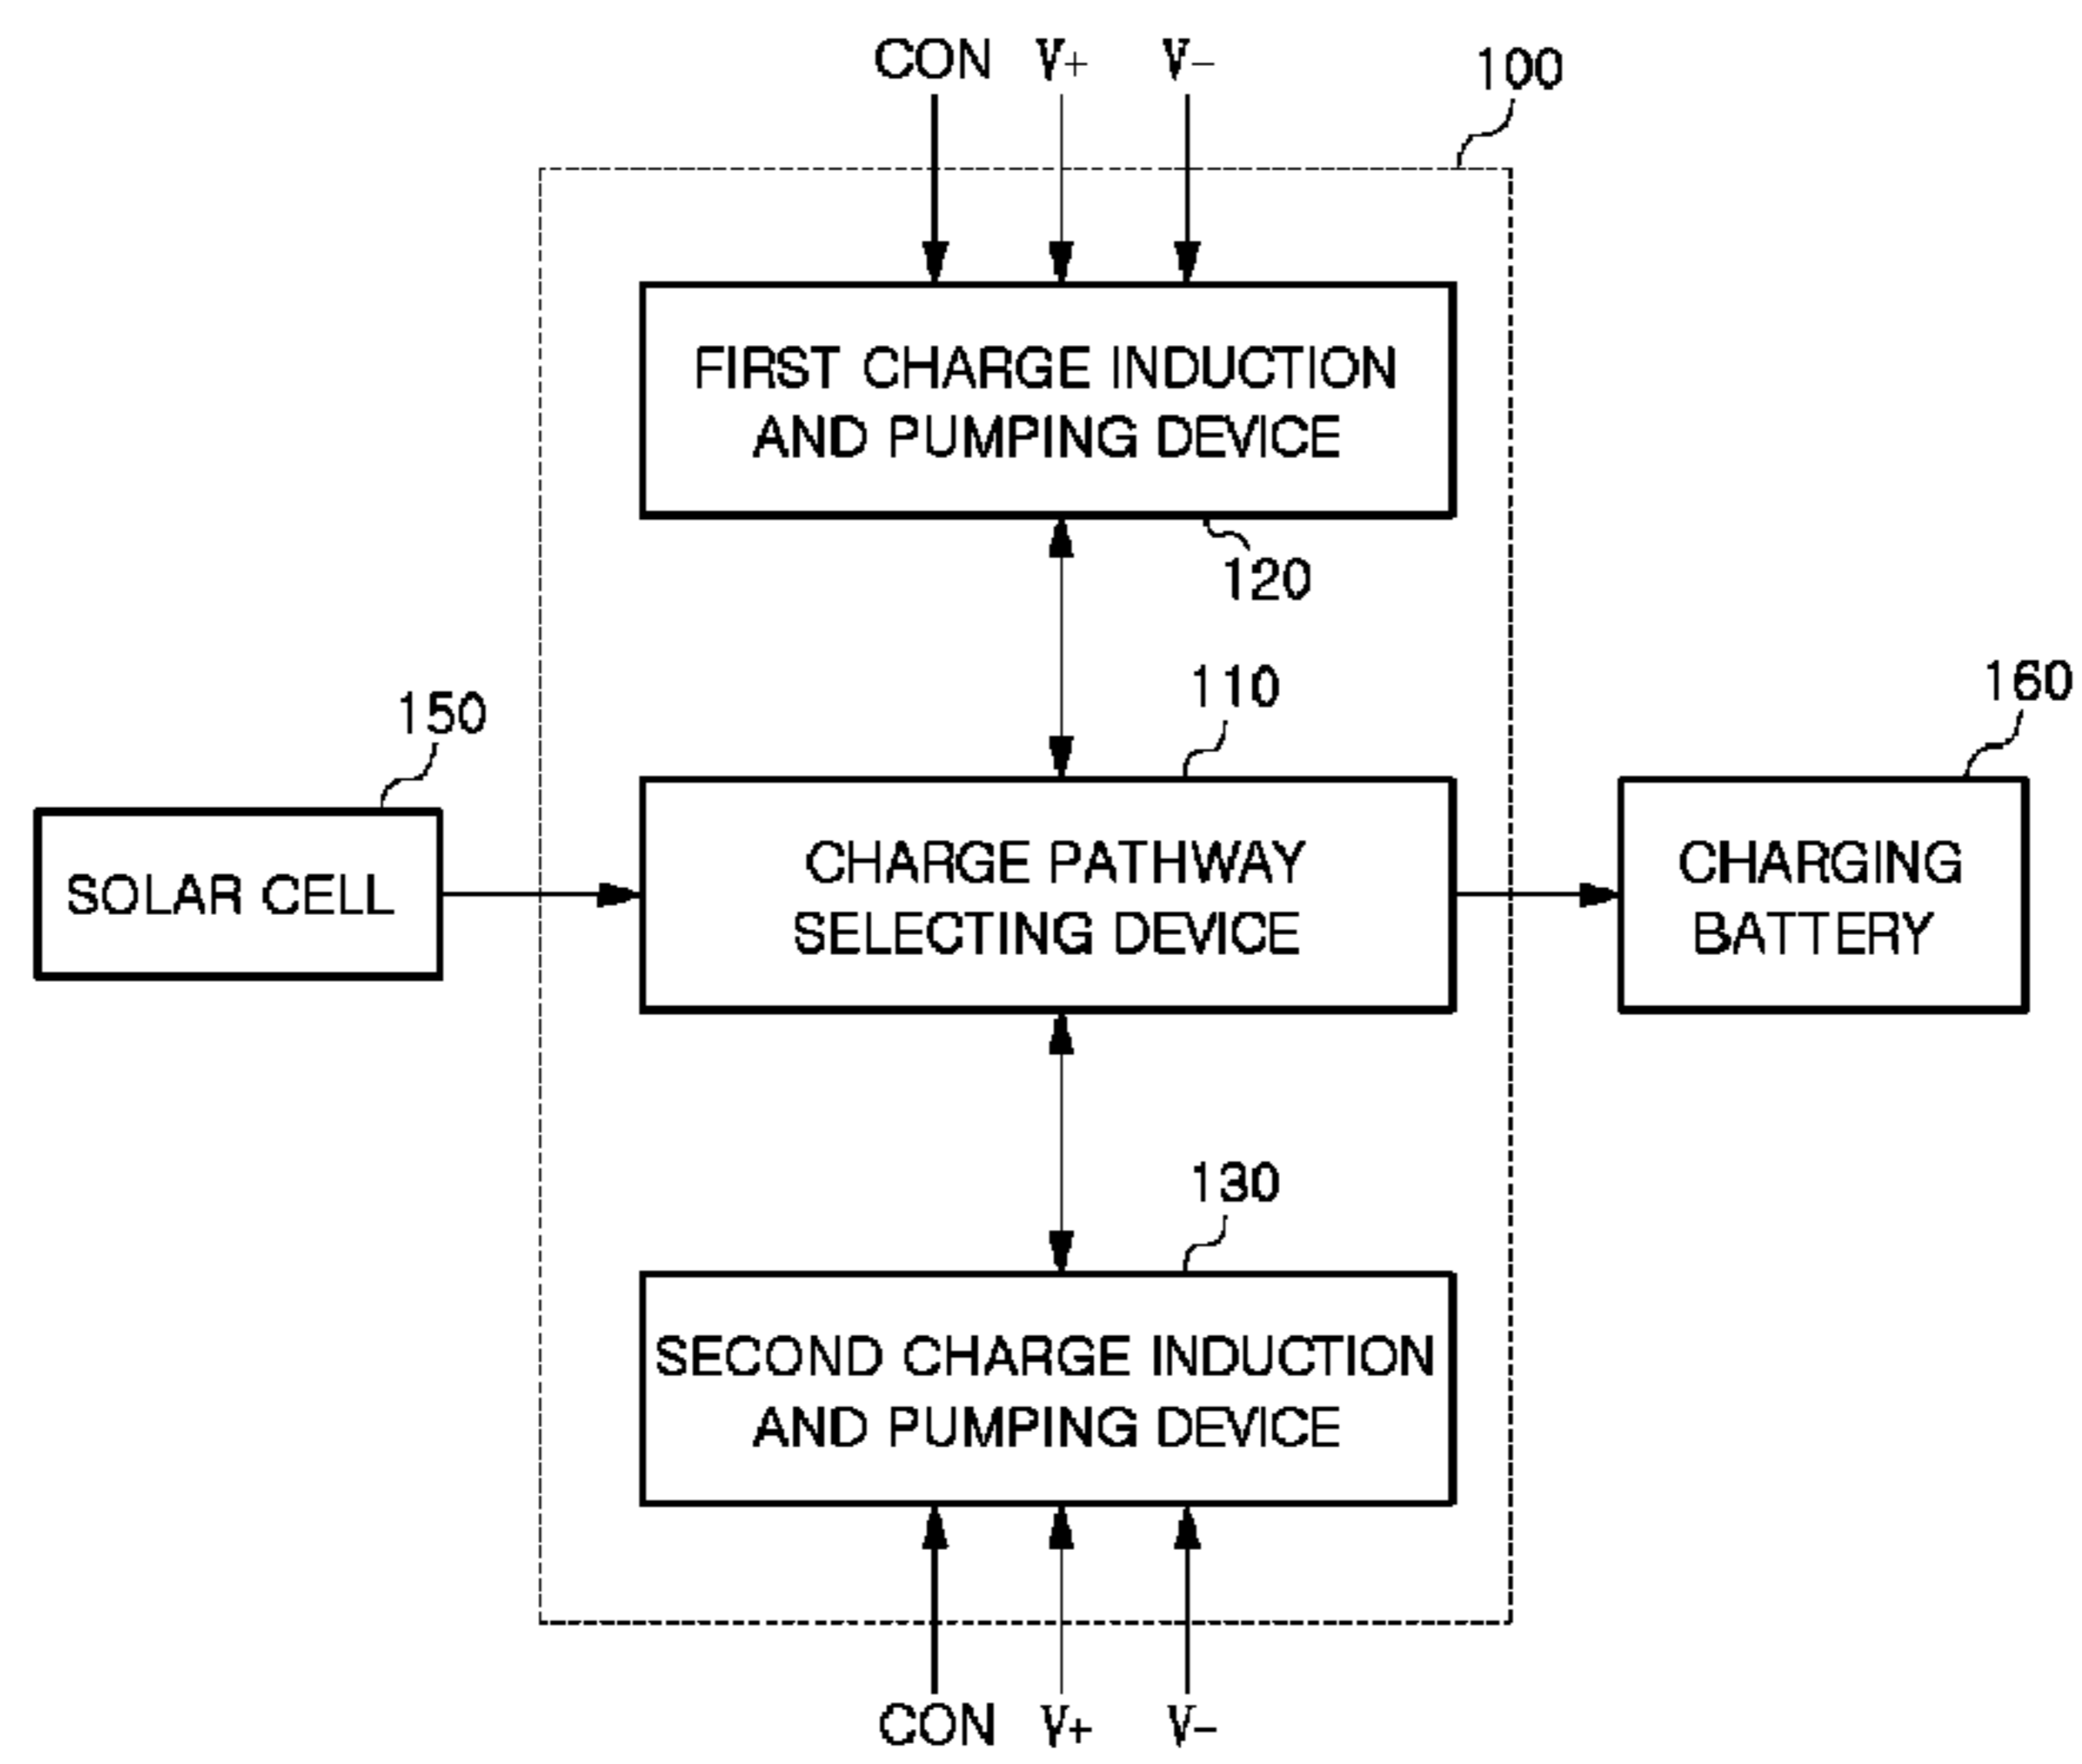 CON V+ V-
100
FIRST CHARGE INDUCTION
AND PUMPING DEVICE
120
110
160
150
CHARGE PATHWAY
SELECTING DEVICE
SOLAR CELL
CHARGING
BATTERY
130
SECOND CHARGE INDUCTION
AND PUMPING DEVICE
CON V+ V-